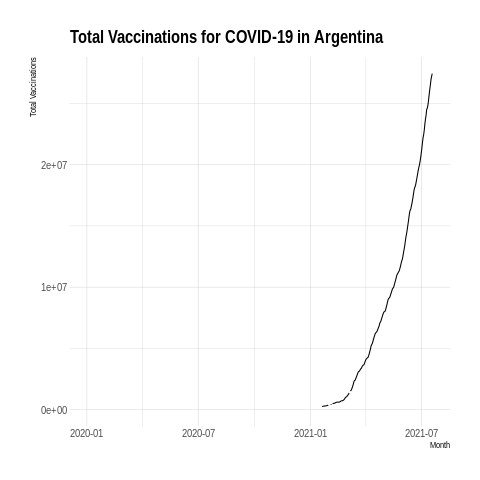 Total Vaccinations for COVID-19 in Argentina
Total Vaccinations
2e+07
1e+07
0e+00
2020-01 2020-07 2021-01 2021-07
Month